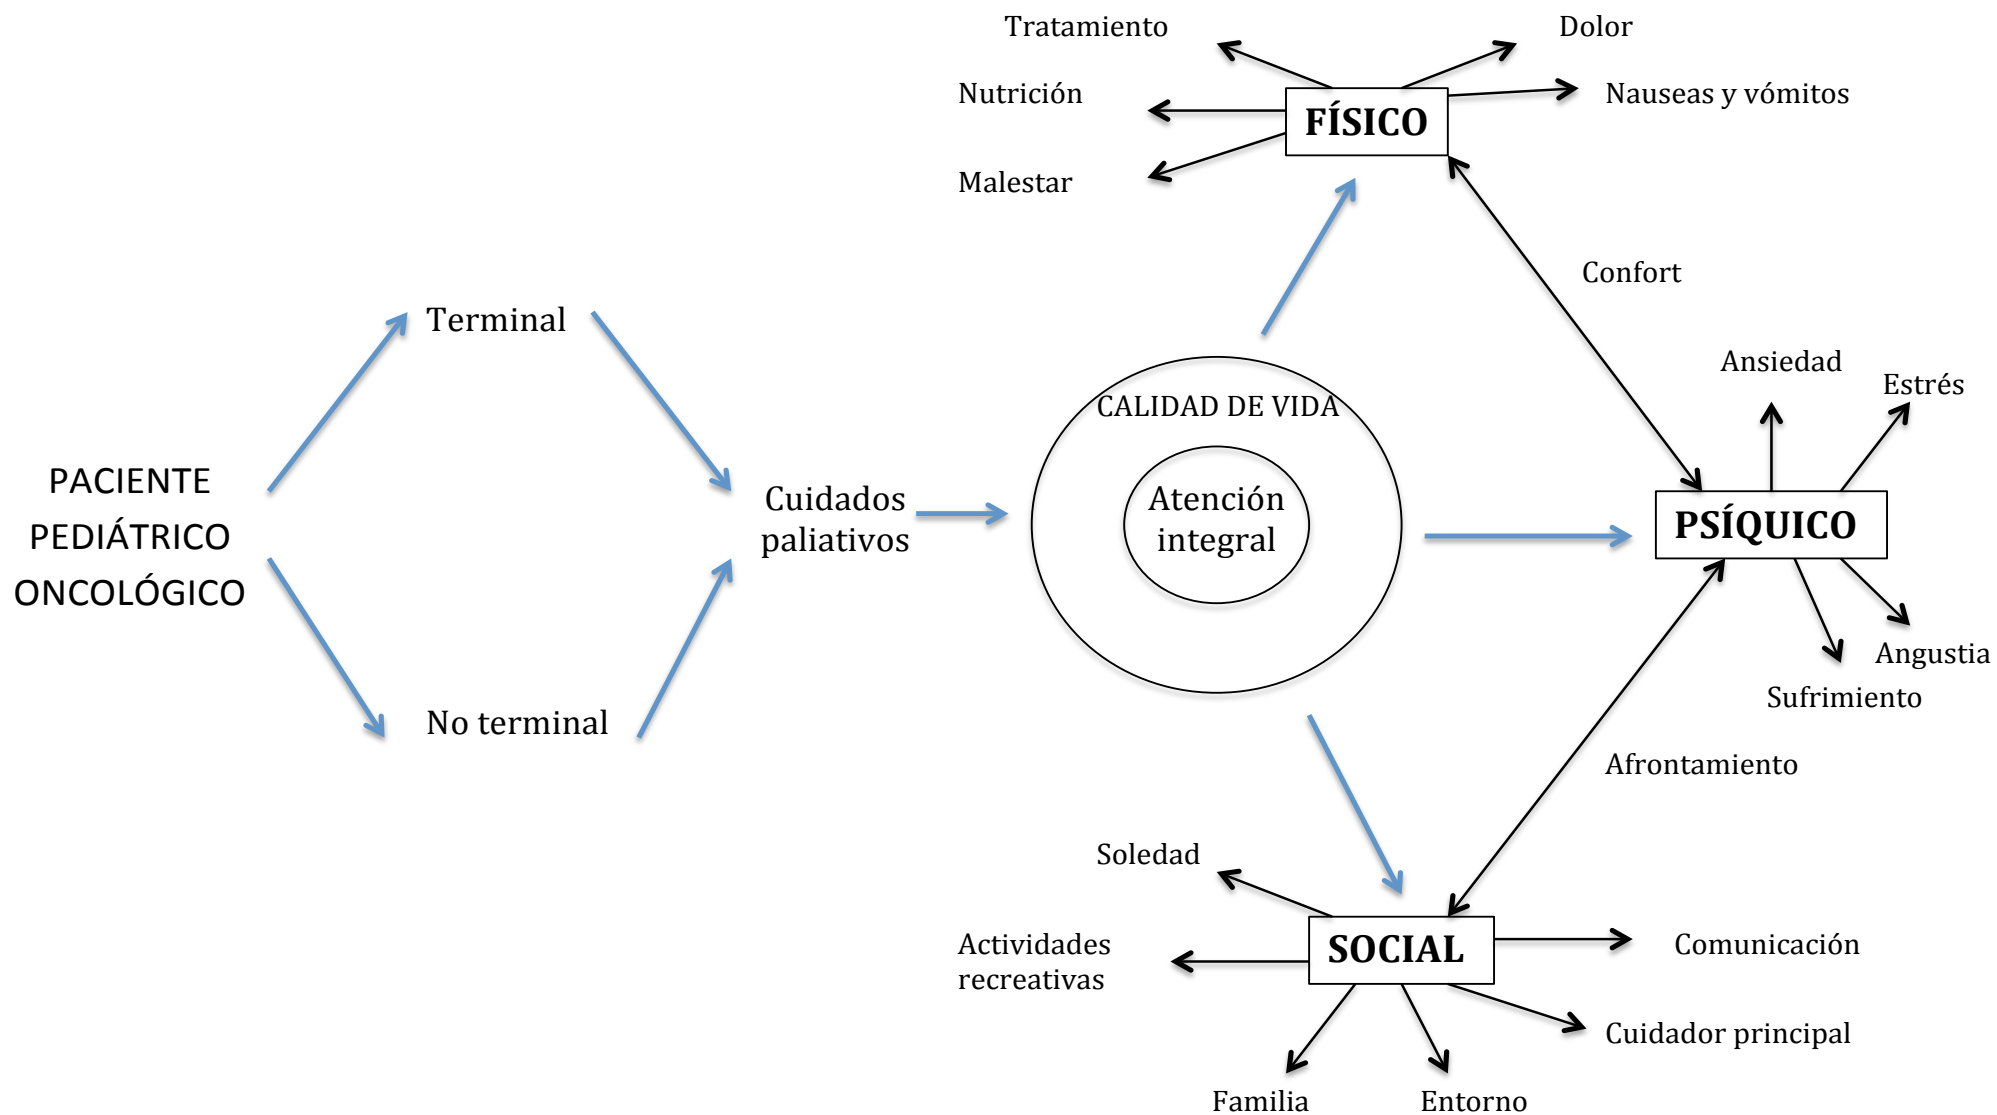 Tratamiento
Dolor
Nutrición
FÍSICO
Nauseas y vómitos
Malestar
Confort
Terminal
Ansiedad
Estrés
CALIDAD DE VIDA
PACIENTE
PEDIÁTRICO
ONCOLÓGICO
Cuidados
paliativos
Atención
integral
PSÍQUICO
Angustia
Sufrimiento
No terminal
Afrontamiento
Soledad
Actividades
recreativas
SOCIAL
Comunicación
Cuidador principal
Familia
Entorno